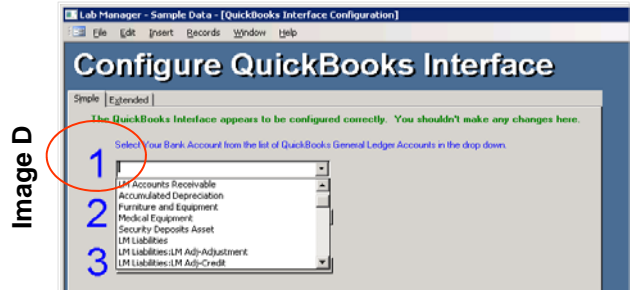 Lab Manager - Sample Data - [QuickBooks Interface Configuration]
File Edit Insert Records Window Help
Configure QuickBooks Interface
Simple Extended
The QuickBooks Interface appears to be configured correctly. You shouldn't make any changes here.
Select Your Bank Account from the list of QuickBooks General Ledger Accounts in the drop down.
1
LM Accounts Receivable
Accumulated Depreciation
Furniture and Equipment
2
Medical Equipment
Security Deposits Asset
LM Liabilities
LM Liabilities:LM Adj-Adjustment
3
LM Liabilities:LM Adj-Credit
Image D